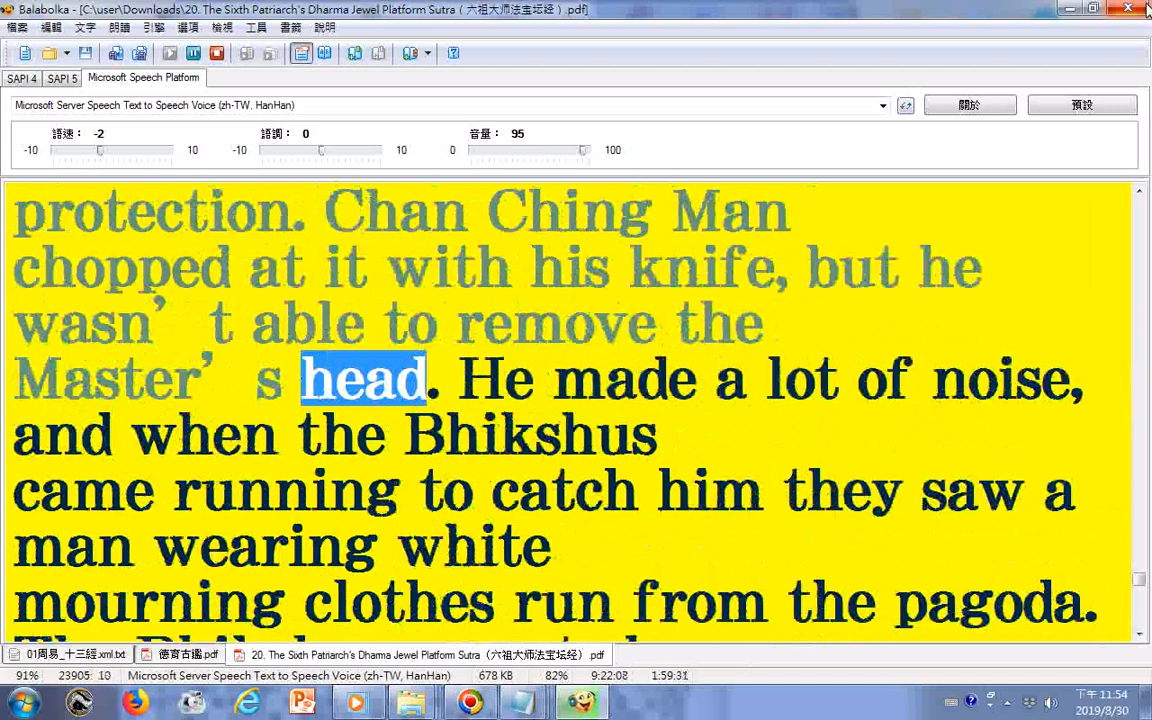 Balabolka - [C:\user\Downloads\20. The Sixth Patriarch's Dharma Jewel Platform Sutra（六祖大师法宝坛经）.pdf]
檔案 編輯 文字 朗讀 引擎 選項 檢視 工具 書籤 說明
SAPI 4 SAPI 5 Microsoft Speech Platform
Microsoft Server Speech Text to Speech Voice (zh-TW, HanHan) 關於 預設
語速： -2 語調： 0 音量： 95
-10 10 -10 10 0 100
protection. Chan Ching Man
chopped at it with his knife, but he
wasn’t able to remove the
Master’s head. He made a lot of noise,
and when the Bhikshus
came running to catch him they saw a
man wearing white
mourning clothes run from the pagoda.
01周易_十三經.xml.txt 德育古鑑.pdf 20. The Sixth Patriarch's Dharma Jewel Platform Sutra（六祖大师法宝坛经）.pdf
91% 23905: 10 Microsoft Server Speech Text to Speech Voice (zh-TW, HanHan) 678 KB 82% 9:22:08 1:59:31
下午 11:54
2019/8/30